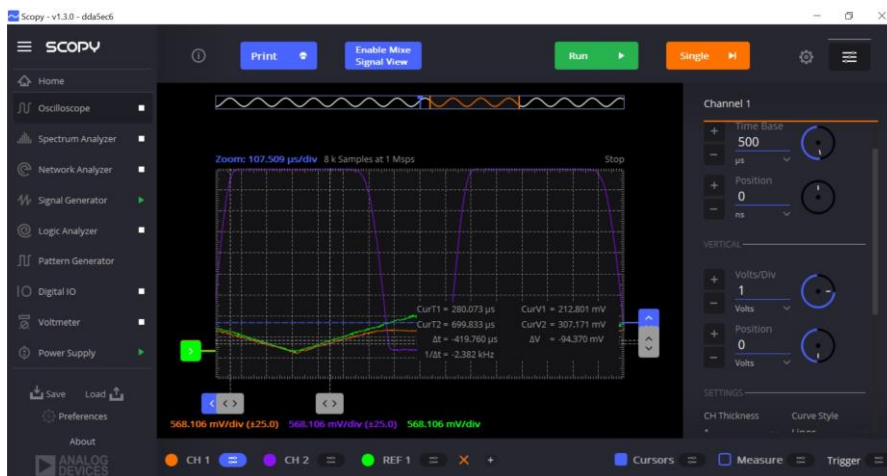 Scopy - v1.3.0 - dda5ec6
SCOPY
Print
Enable Mixe
Signal View
Run
Single
Home
Oscilloscope
Spectrum Analyzer
Network Analyzer
Signal Generator
Logic Analyzer
Pattern Generator
Digital IO
Voltmeter
Power Supply
Save Load
Preferences
About
ANALOG
DEVICES
Zoom: 107.509 µs/div 8 k Samples at 1 Msps Stop
CurT1 = 280.073 µs CurV1 = 212.801 mV
CurT2 = 699.833 µs CurV2 = 307.171 mV
Δt = -419.760 µs ΔV = -94.370 mV
1/Δt = -2.382 kHz
568.106 mV/div (±25.0) 568.106 mV/div (±25.0) 568.106 mV/div
CH 1 CH 2 REF 1 Cursors Measure Trigger
Channel 1
Time Base
500
µs
Position
0
ns
VERTICAL
Volts/Div
1
Volts
Position
0
Volts
SETTINGS
CH Thickness Curve Style